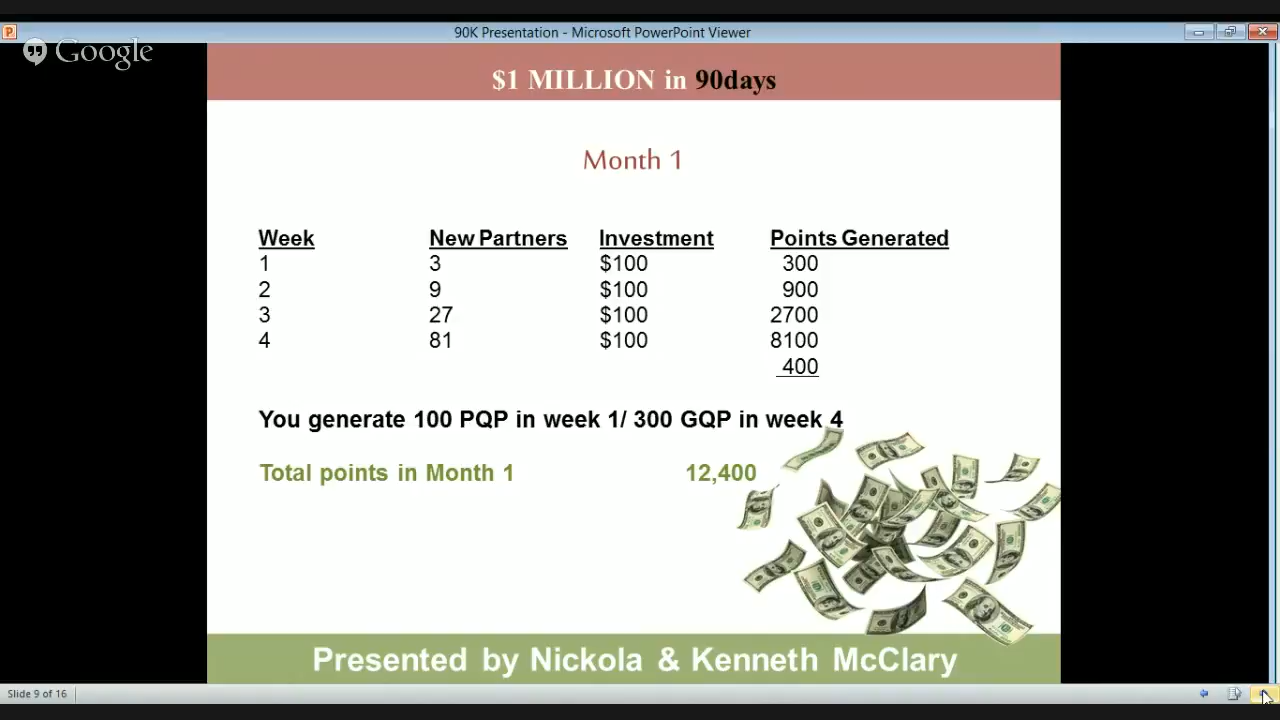 90K Presentation - Microsoft PowerPoint Viewer
Google
$1 MILLION in 90days
Month 1
Week New Partners Investment Points Generated
1 3 $100 300
2 9 $100 900
3 27 $100 2700
4 81 $100 8100
400
You generate 100 PQP in week 1/ 300 GQP in week 4
Total points in Month 1 12,400
Presented by Nickola & Kenneth McClary
Slide 9 of 16